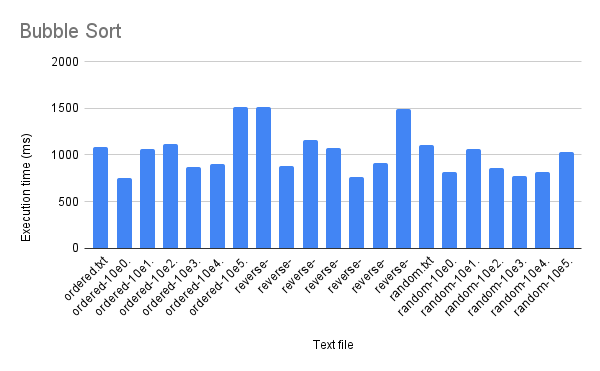 Bubble Sort
2000
1500
1000
500
0
Execution time (ms)
ordered.txt
ordered-10e0.
ordered-10e1.
ordered-10e2.
ordered-10e3.
ordered-10e4.
ordered-10e5.
reverse-
reverse-
reverse-
reverse-
reverse-
reverse-
reverse-
random.txt
random-10e0.
random-10e1.
random-10e2.
random-10e3.
random-10e4.
random-10e5.
Text file